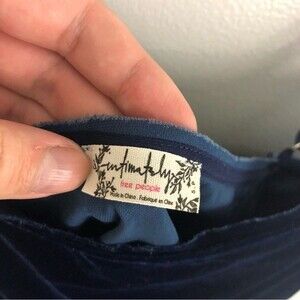 intimately
free people
Made in China · Fabriqué en Chine